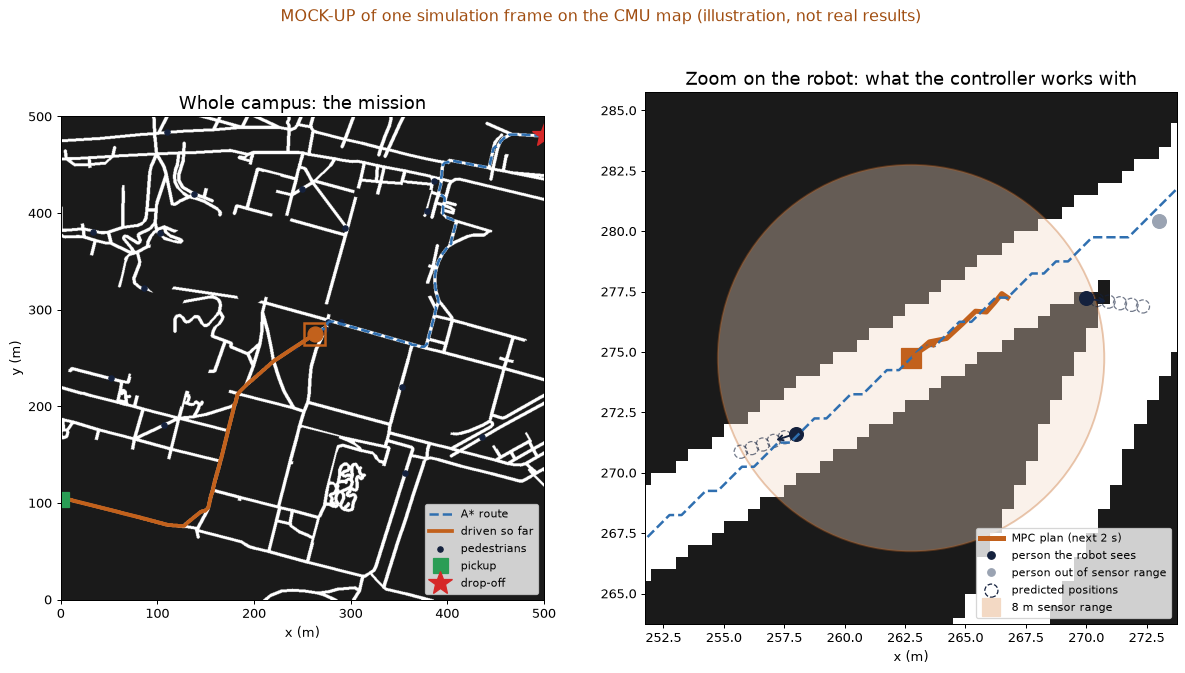 MOCK-UP of one simulation frame on the CMU map (illustration, not real results)
Whole campus: the mission
500
400
300
200
100
0
y (m)
0 100 200 300 400 500
x (m)
A* route
driven so far
pedestrians
pickup
drop-off
Zoom on the robot: what the controller works with
285.0
282.5
280.0
277.5
275.0
272.5
270.0
267.5
265.0
252.5 255.0 257.5 260.0 262.5 265.0 267.5 270.0 272.5
x (m)
MPC plan (next 2 s)
person the robot sees
person out of sensor range
predicted positions
8 m sensor range